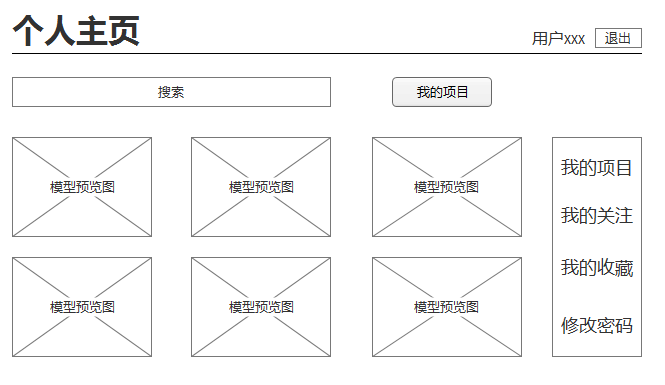 个人主页
用户xxx 退出
搜索 我的项目
模型预览图 模型预览图 模型预览图
模型预览图 模型预览图 模型预览图
我的项目
我的关注
我的收藏
修改密码